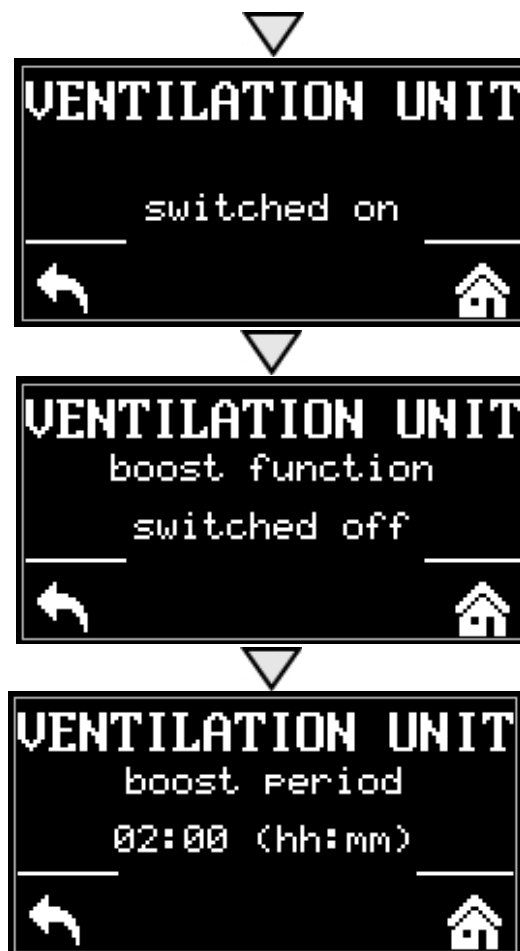 VENTILATION UNIT
switched on
VENTILATION UNIT
boost function
switched off
VENTILATION UNIT
boost period
02:00 (hh:mm)